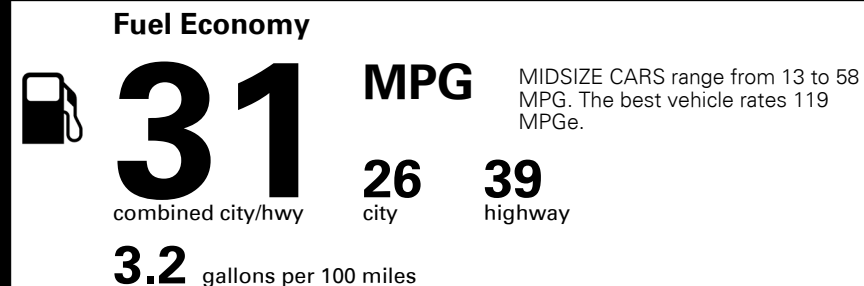 Fuel Economy
31 MPG
MIDSIZE CARS range from 13 to 58
MPG. The best vehicle rates 119
MPGe.
combined city/hwy
26
city
39
highway
3.2 gallons per 100 miles